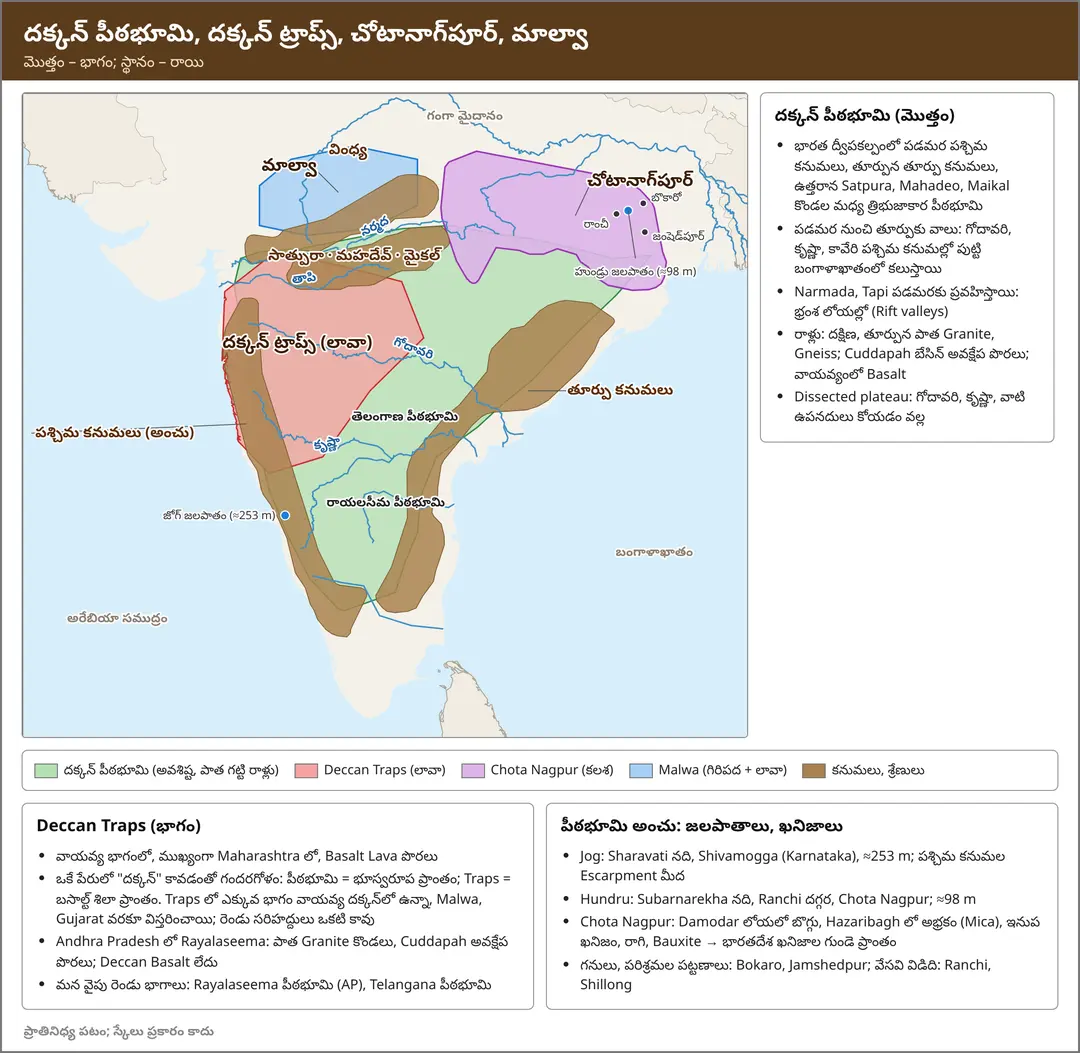 దక్కన్ పీఠభూమి, దక్కన్ ట్రాప్స్, చోటానాగ్‌పూర్, మాల్వా
మొత్తం – భాగం; స్థానం – రాయి
గంగా మైదానం
వింధ్య
మాల్వా
చోటానాగ్‌పూర్
బొకారో
రాంచీ
జంషెడ్‌పూర్
నర్మద
సాత్పురా · మహదేవ్ · మైకల్
హుండ్రు జలపాతం (≈98 m)
తాపి
దక్కన్ ట్రాప్స్ (లావా)
గోదావరి
తూర్పు కనుమలు
తెలంగాణ పీఠభూమి
పశ్చిమ కనుమలు (అంచు)
కృష్ణా
రాయలసీమ పీఠభూమి
జోగ్ జలపాతం (≈253 m)
బంగాళాఖాతం
అరేబియా సముద్రం
దక్కన్ పీఠభూమి (మొత్తం)
• భారత ద్వీపకల్పంలో పడమర పశ్చిమ
కనుమలు, తూర్పున తూర్పు కనుమలు,
ఉత్తరాన Satpura, Mahadeo, Maikal
కొండల మధ్య త్రిభుజాకార పీఠభూమి
• పడమర నుంచి తూర్పుకు వాలు: గోదావరి,
కృష్ణా, కావేరి పశ్చిమ కనుమల్లో పుట్టి
బంగాళాఖాతంలో కలుస్తాయి
• Narmada, Tapi పడమరకు ప్రవహిస్తాయి:
భ్రంశ లోయల్లో (Rift valleys)
• రాళ్లు: దక్షిణ, తూర్పున పాత Granite,
Gneiss; Cuddapah బేసిన్ అవక్షేప పొరలు;
వాయవ్యంలో Basalt
• Dissected plateau: గోదావరి, కృష్ణా, వాటి
ఉపనదులు కోయడం వల్ల
దక్కన్ పీఠభూమి (అవశిష్ట, పాత గట్టి రాళ్లు)
Deccan Traps (లావా)
Chota Nagpur (కలశ)
Malwa (గిరిపద + లావా)
కనుమలు, శ్రేణులు
Deccan Traps (భాగం)
• వాయవ్య భాగంలో, ముఖ్యంగా Maharashtra లో, Basalt Lava పొరలు
• ఒకే పేరులో "దక్కన్" కావడంతో గందరగోళం: పీఠభూమి = భూస్వరూప ప్రాంతం; Traps =
బసాల్ట్ శిలా ప్రాంతం. Traps లో ఎక్కువ భాగం వాయవ్య దక్కన్‌లో ఉన్నా, Malwa,
Gujarat వరకూ విస్తరించాయి; రెండు సరిహద్దులు ఒకటి కావు
• Andhra Pradesh లో Rayalaseema: పాత Granite కొండలు, Cuddapah అవక్షేప
పొరలు; Deccan Basalt లేదు
• మన వైపు రెండు భాగాలు: Rayalaseema పీఠభూమి (AP), Telangana పీఠభూమి
పీఠభూమి అంచు: జలపాతాలు, ఖనిజాలు
• Jog: Sharavati నది, Shivamogga (Karnataka), ≈253 m; పశ్చిమ కనుమల
Escarpment మీద
• Hundru: Subarnarekha నది, Ranchi దగ్గర, Chota Nagpur; ≈98 m
• Chota Nagpur: Damodar లోయలో బొగ్గు, Hazaribagh లో అభ్రకం (Mica), ఇనుప
ఖనిజం, రాగి, Bauxite → భారతదేశ ఖనిజాల గుండె ప్రాంతం
• గనులు, పరిశ్రమల పట్టణాలు: Bokaro, Jamshedpur; వేసవి విడిది: Ranchi,
Shillong
ప్రాతినిధ్య పటం; స్కేలు ప్రకారం కాదు